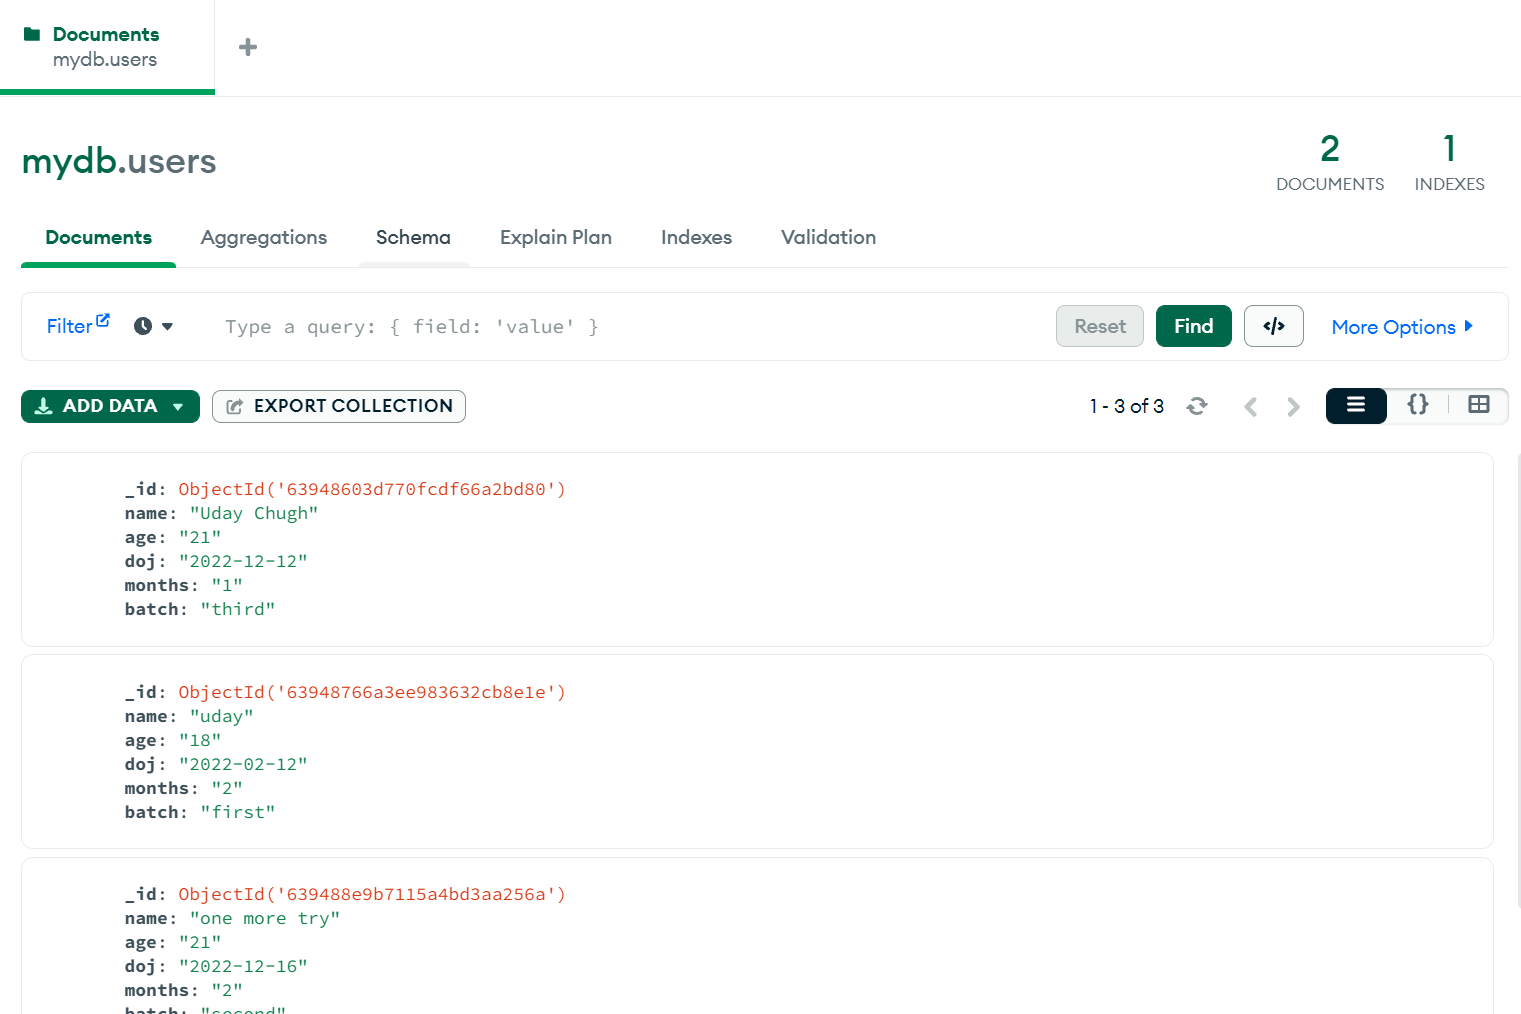 Documents
mydb.users
mydb.users
2
DOCUMENTS
1
INDEXES
Documents Aggregations Schema Explain Plan Indexes Validation
Filter Type a query: { field: 'value' } Reset Find </> More Options
ADD DATA EXPORT COLLECTION 1 - 3 of 3 {}
_id: ObjectId('63948603d770fcdf66a2bd80')
name: "Uday Chugh"
age: "21"
doj: "2022-12-12"
months: "1"
batch: "third"
_id: ObjectId('63948766a3ee983632cb8e1e')
name: "uday"
age: "18"
doj: "2022-02-12"
months: "2"
batch: "first"
_id: ObjectId('639488e9b7115a4bd3aa256a')
name: "one more try"
age: "21"
doj: "2022-12-16"
months: "2"
batch: "second"